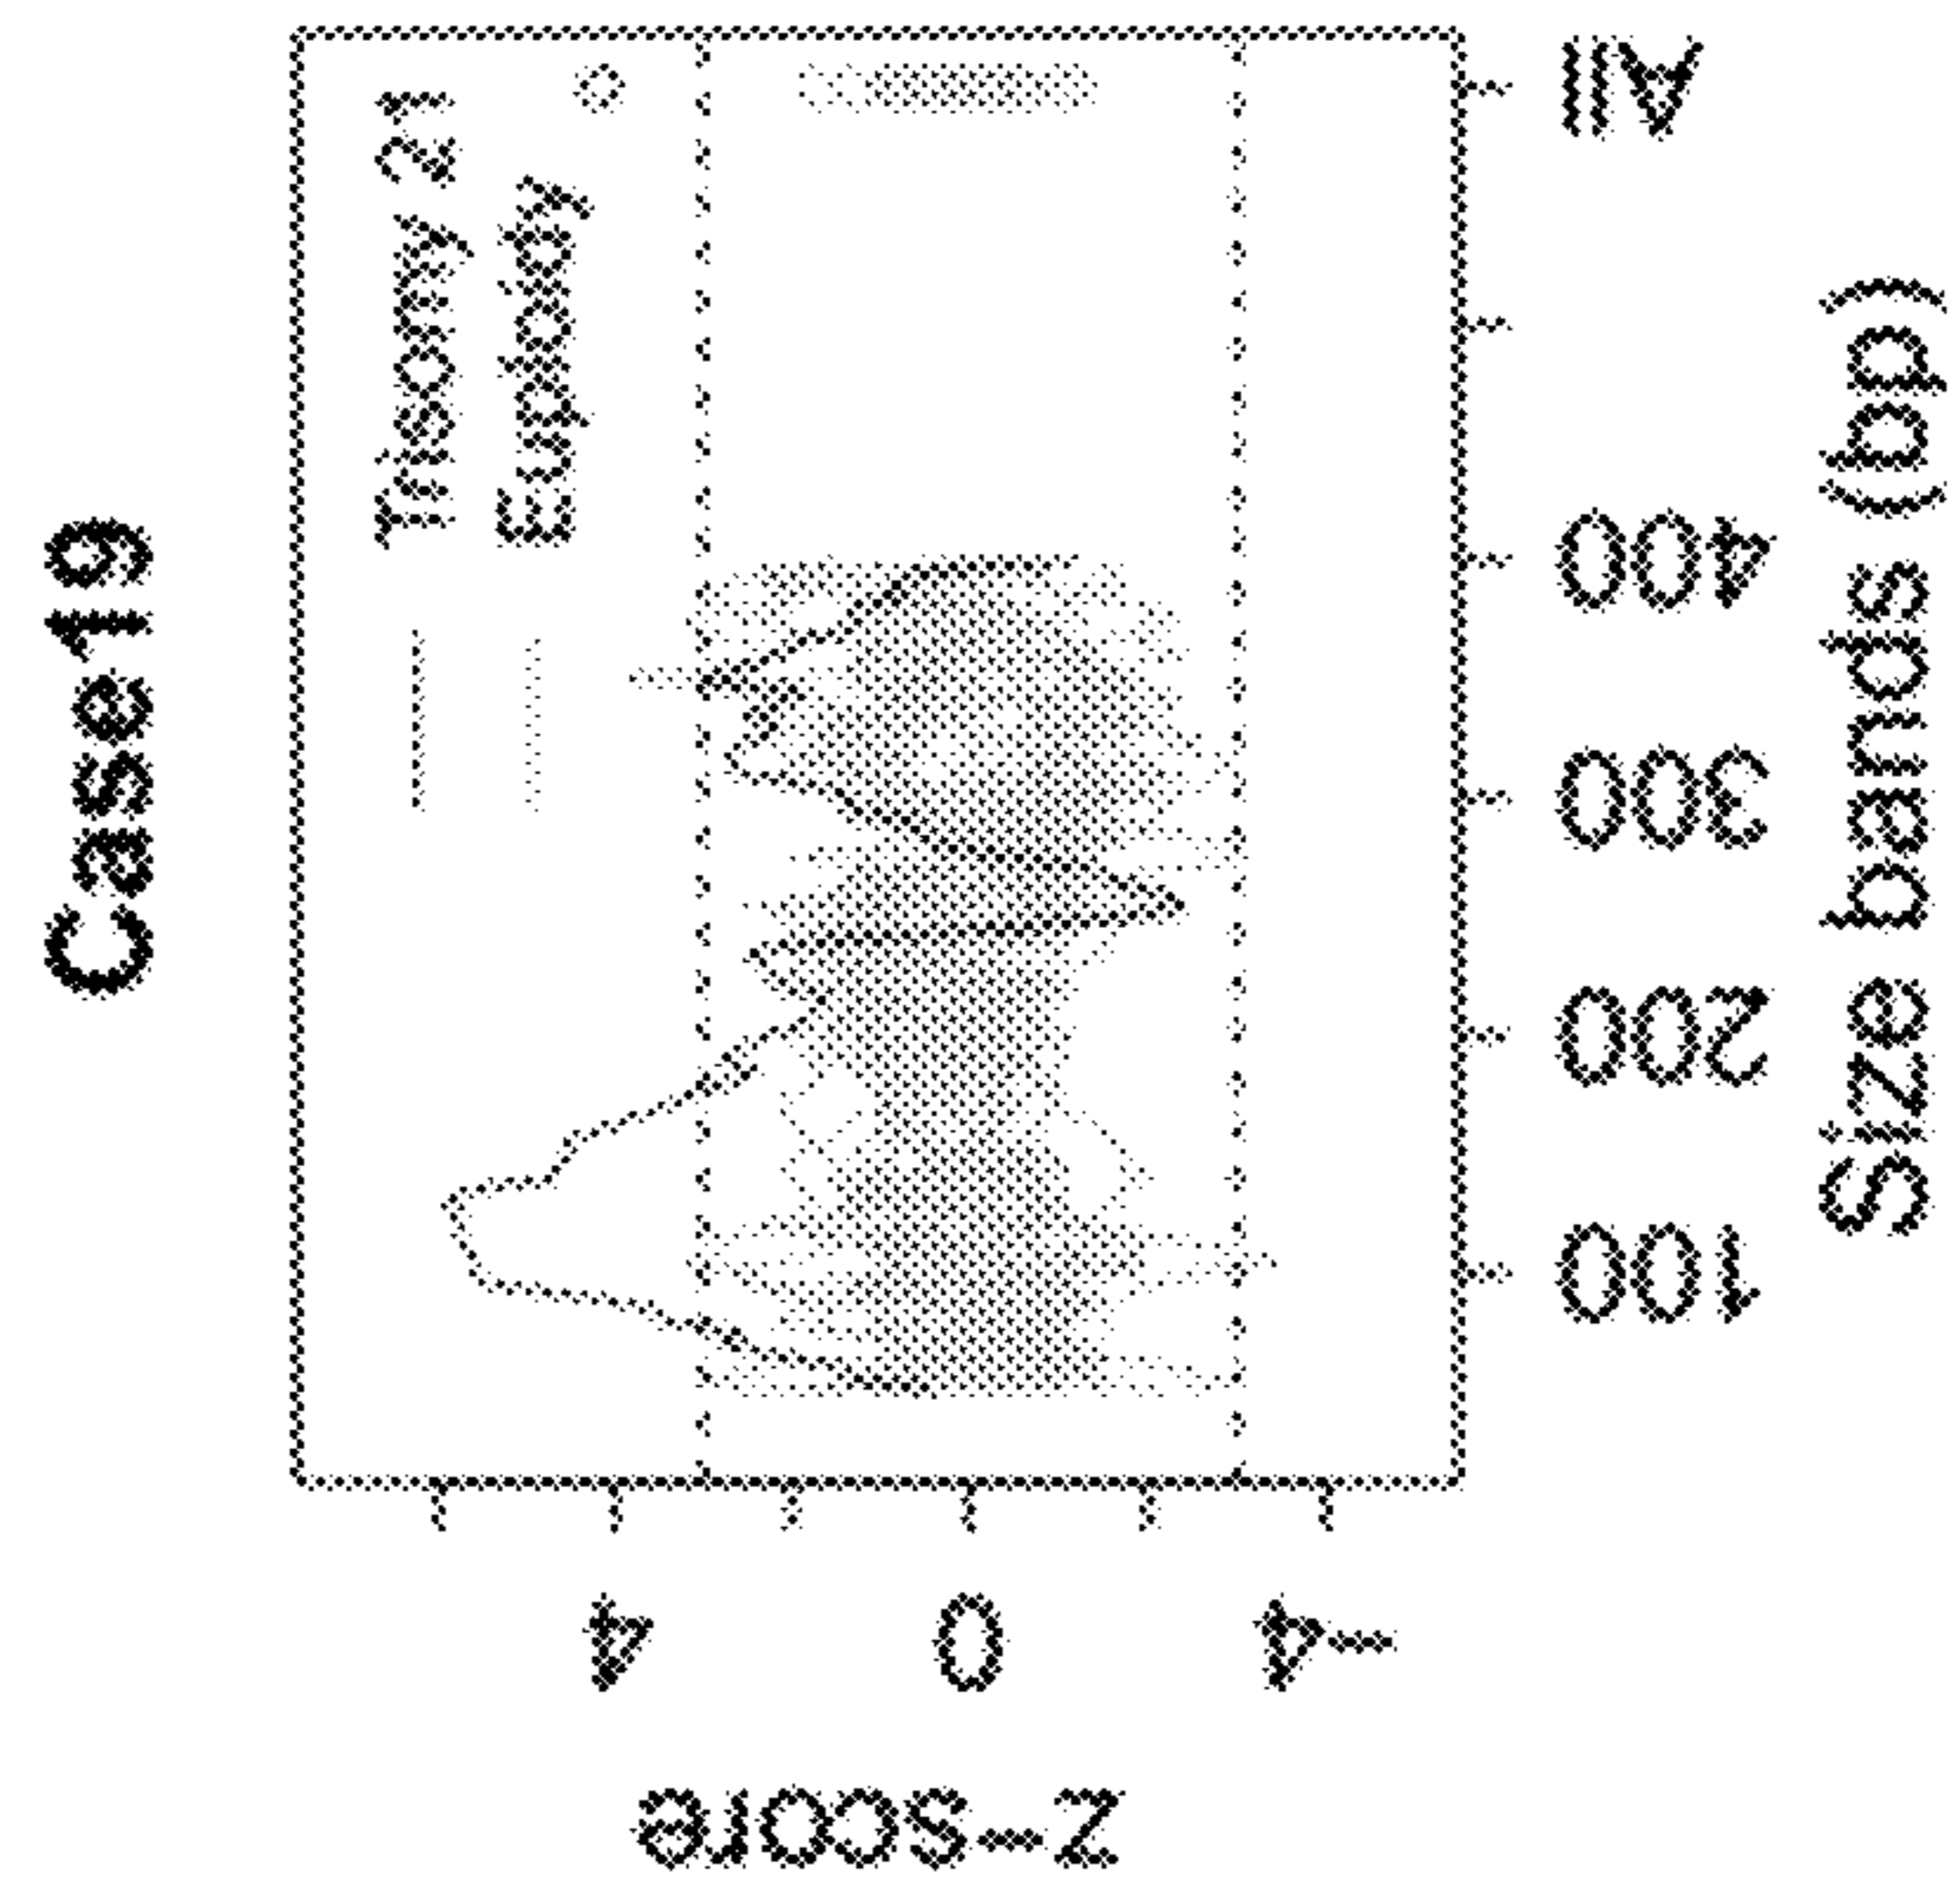 Case19
Trisomy 21
Euploidy
4
0
-4
Z-score
100
200
300
400
All
Size bands (bp)